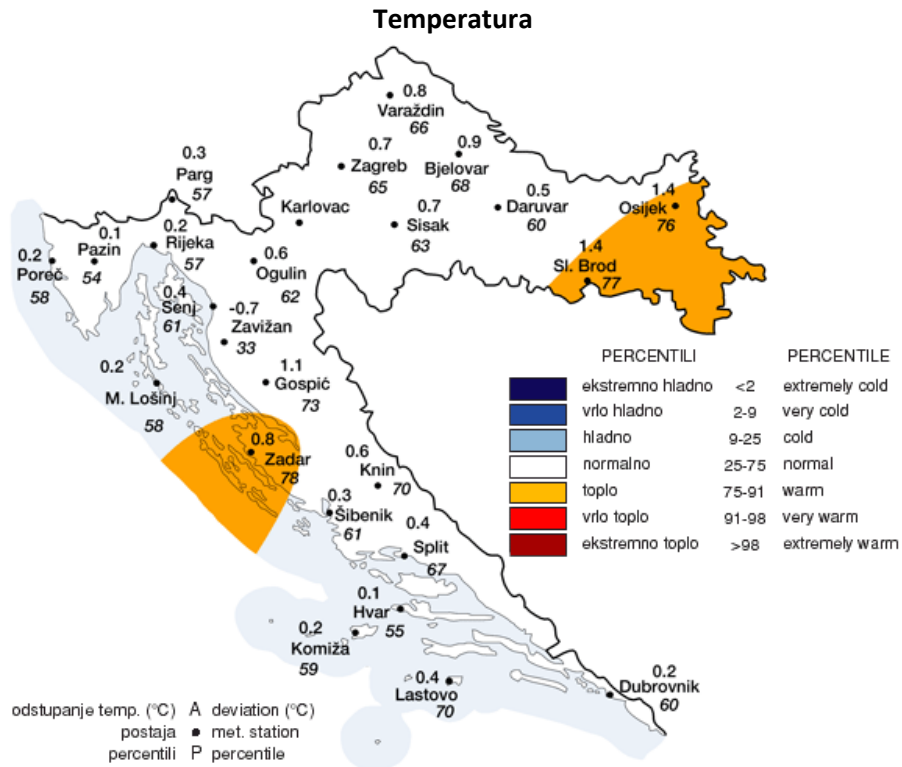 Temperatura
0.8
Varaždin
66
0.7
Zagreb
65
0.9
Bjelovar
68
0.3
Parg
57
Karlovac
0.7
Sisak
63
0.5
Daruvar
60
1.4
Osijek
76
1.4
Sl. Brod
77
0.2
Poreč
58
0.1
Pazin
54
0.2
Rijeka
57
0.6
Ogulin
62
0.4
Senj
61
-0.7
Zavižan
33
0.2
M. Lošinj
58
1.1
Gospić
73
0.8
Zadar
78
0.6
Knin
70
0.3
Šibenik
61
0.4
Split
67
0.1
Hvar
55
0.2
Komiža
59
0.4
Lastovo
70
0.2
Dubrovnik
60
PERCENTILI PERCENTILE
ekstremno hladno <2 extremely cold
vrlo hladno 2-9 very cold
hladno 9-25 cold
normalno 25-75 normal
toplo 75-91 warm
vrlo toplo 91-98 very warm
ekstremno toplo >98 extremely warm
odstupanje temp. (°C) A deviation (°C)
postaja ● met. station
percentili P percentile